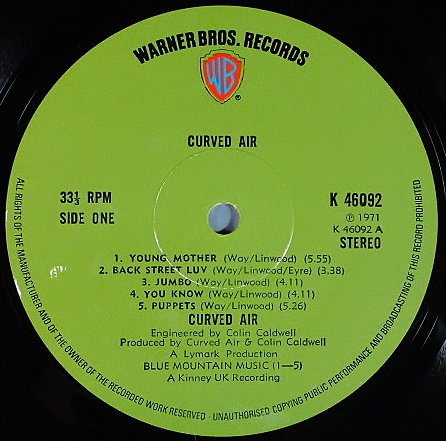 WARNER BROS. RECORDS
WB
®
CURVED AIR
33⅓ RPM
SIDE ONE
K 46092
℗ 1971
K 46092 A
STEREO
1. YOUNG MOTHER (Way/Linwood) (5.55)
2. BACK STREET LUV (Way/Linwood/Eyre) (3.38)
3. JUMBO (Way/Linwood) (4.11)
4. YOU KNOW (Way/Linwood) (4.11)
5. PUPPETS (Way/Linwood) (5.26)
CURVED AIR
Engineered by Colin Caldwell
Produced by Curved Air & Colin Caldwell
A Lymark Production
BLUE MOUNTAIN MUSIC (1—5)
A Kinney UK Recording
ALL RIGHTS OF THE MANUFACTURER AND OF THE OWNER OF THE RECORDED WORK RESERVED · UNAUTHORISED COPYING PUBLIC PERFORMANCE AND BROADCASTING OF THIS RECORD PROHIBITED